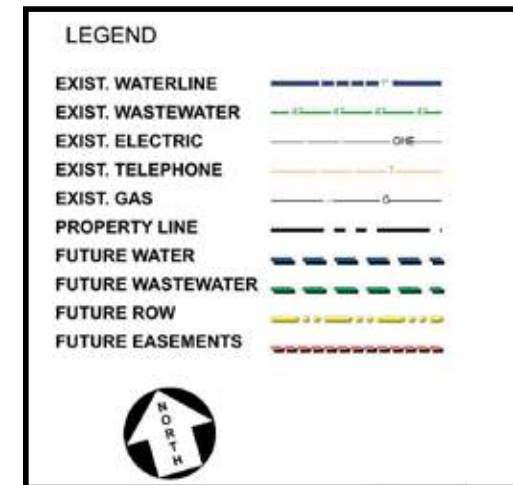 LEGEND
EXIST. WATERLINE
EXIST. WASTEWATER
EXIST. ELECTRIC OHE
EXIST. TELEPHONE T
EXIST. GAS G
PROPERTY LINE
FUTURE WATER
FUTURE WASTEWATER
FUTURE ROW
FUTURE EASEMENTS
NORTH